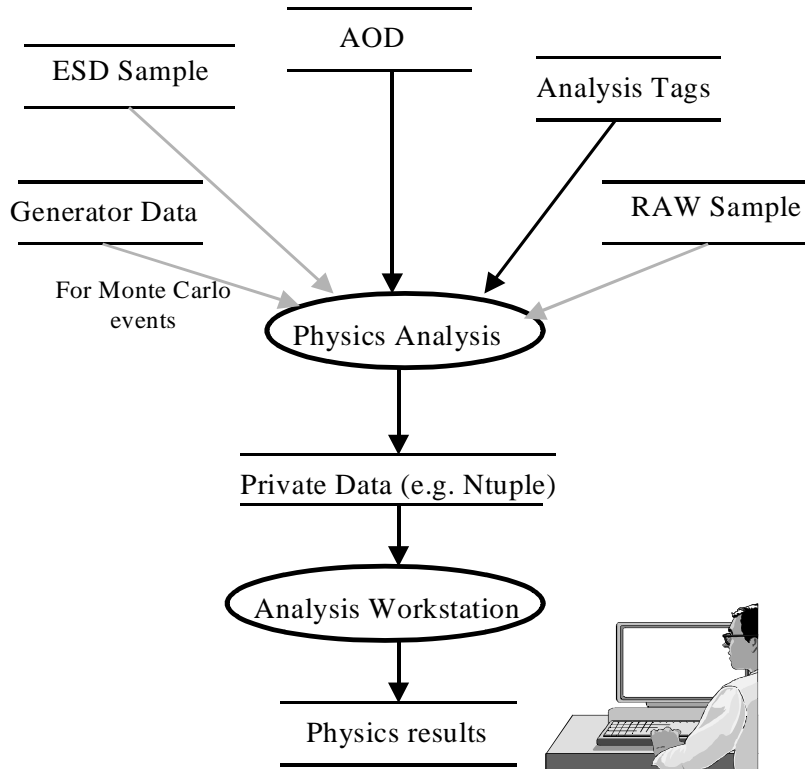 AOD
ESD Sample
Analysis Tags
Generator Data
RAW Sample
For Monte Carlo
events
Physics Analysis
Private Data (e.g. Ntuple)
Analysis Workstation
Physics results